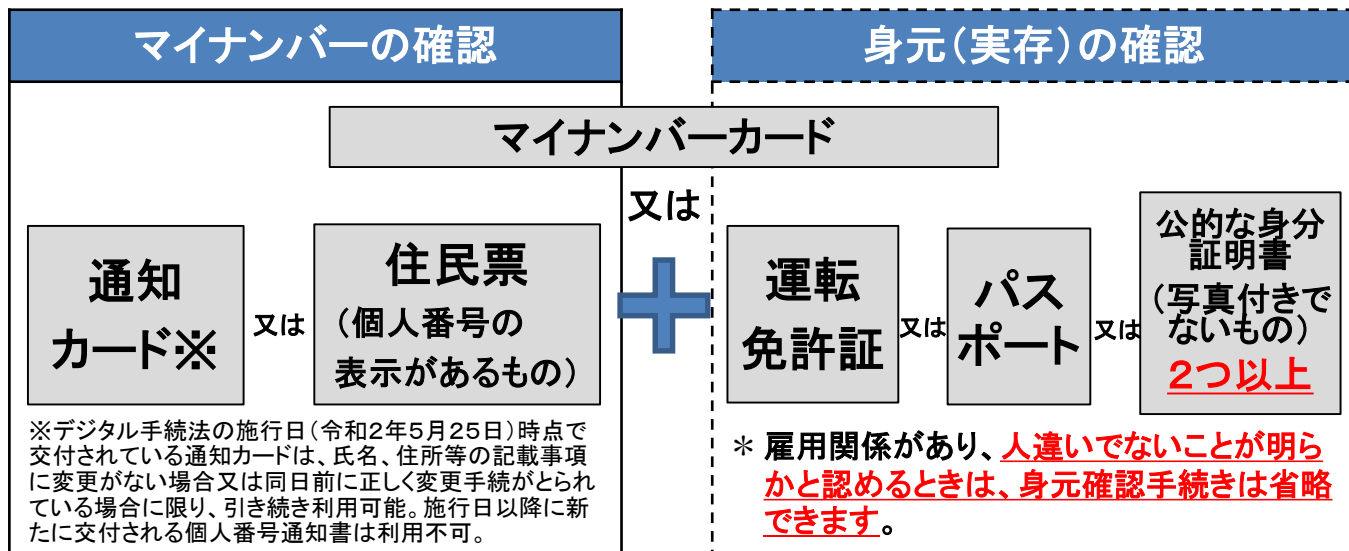 マイナンバーの確認
身元(実存)の確認
マイナンバーカード
又は
通知
カード※
又は
住民票
(個人番号の
表示があるもの)
運転
免許証
又は
パス
ポート
又は
公的な身分
証明書
(写真付きで
ないもの)
2つ以上
※デジタル手続法の施行日(令和2年5月25日)時点で
交付されている通知カードは、氏名、住所等の記載事項
に変更がない場合又は同日前に正しく変更手続がとられ
ている場合に限り、引き続き利用可能。施行日以降に新
たに交付される個人番号通知書は利用不可。
＊ 雇用関係があり、人違いでないことが明ら
かと認めるときは、身元確認手続きは省略
できます。